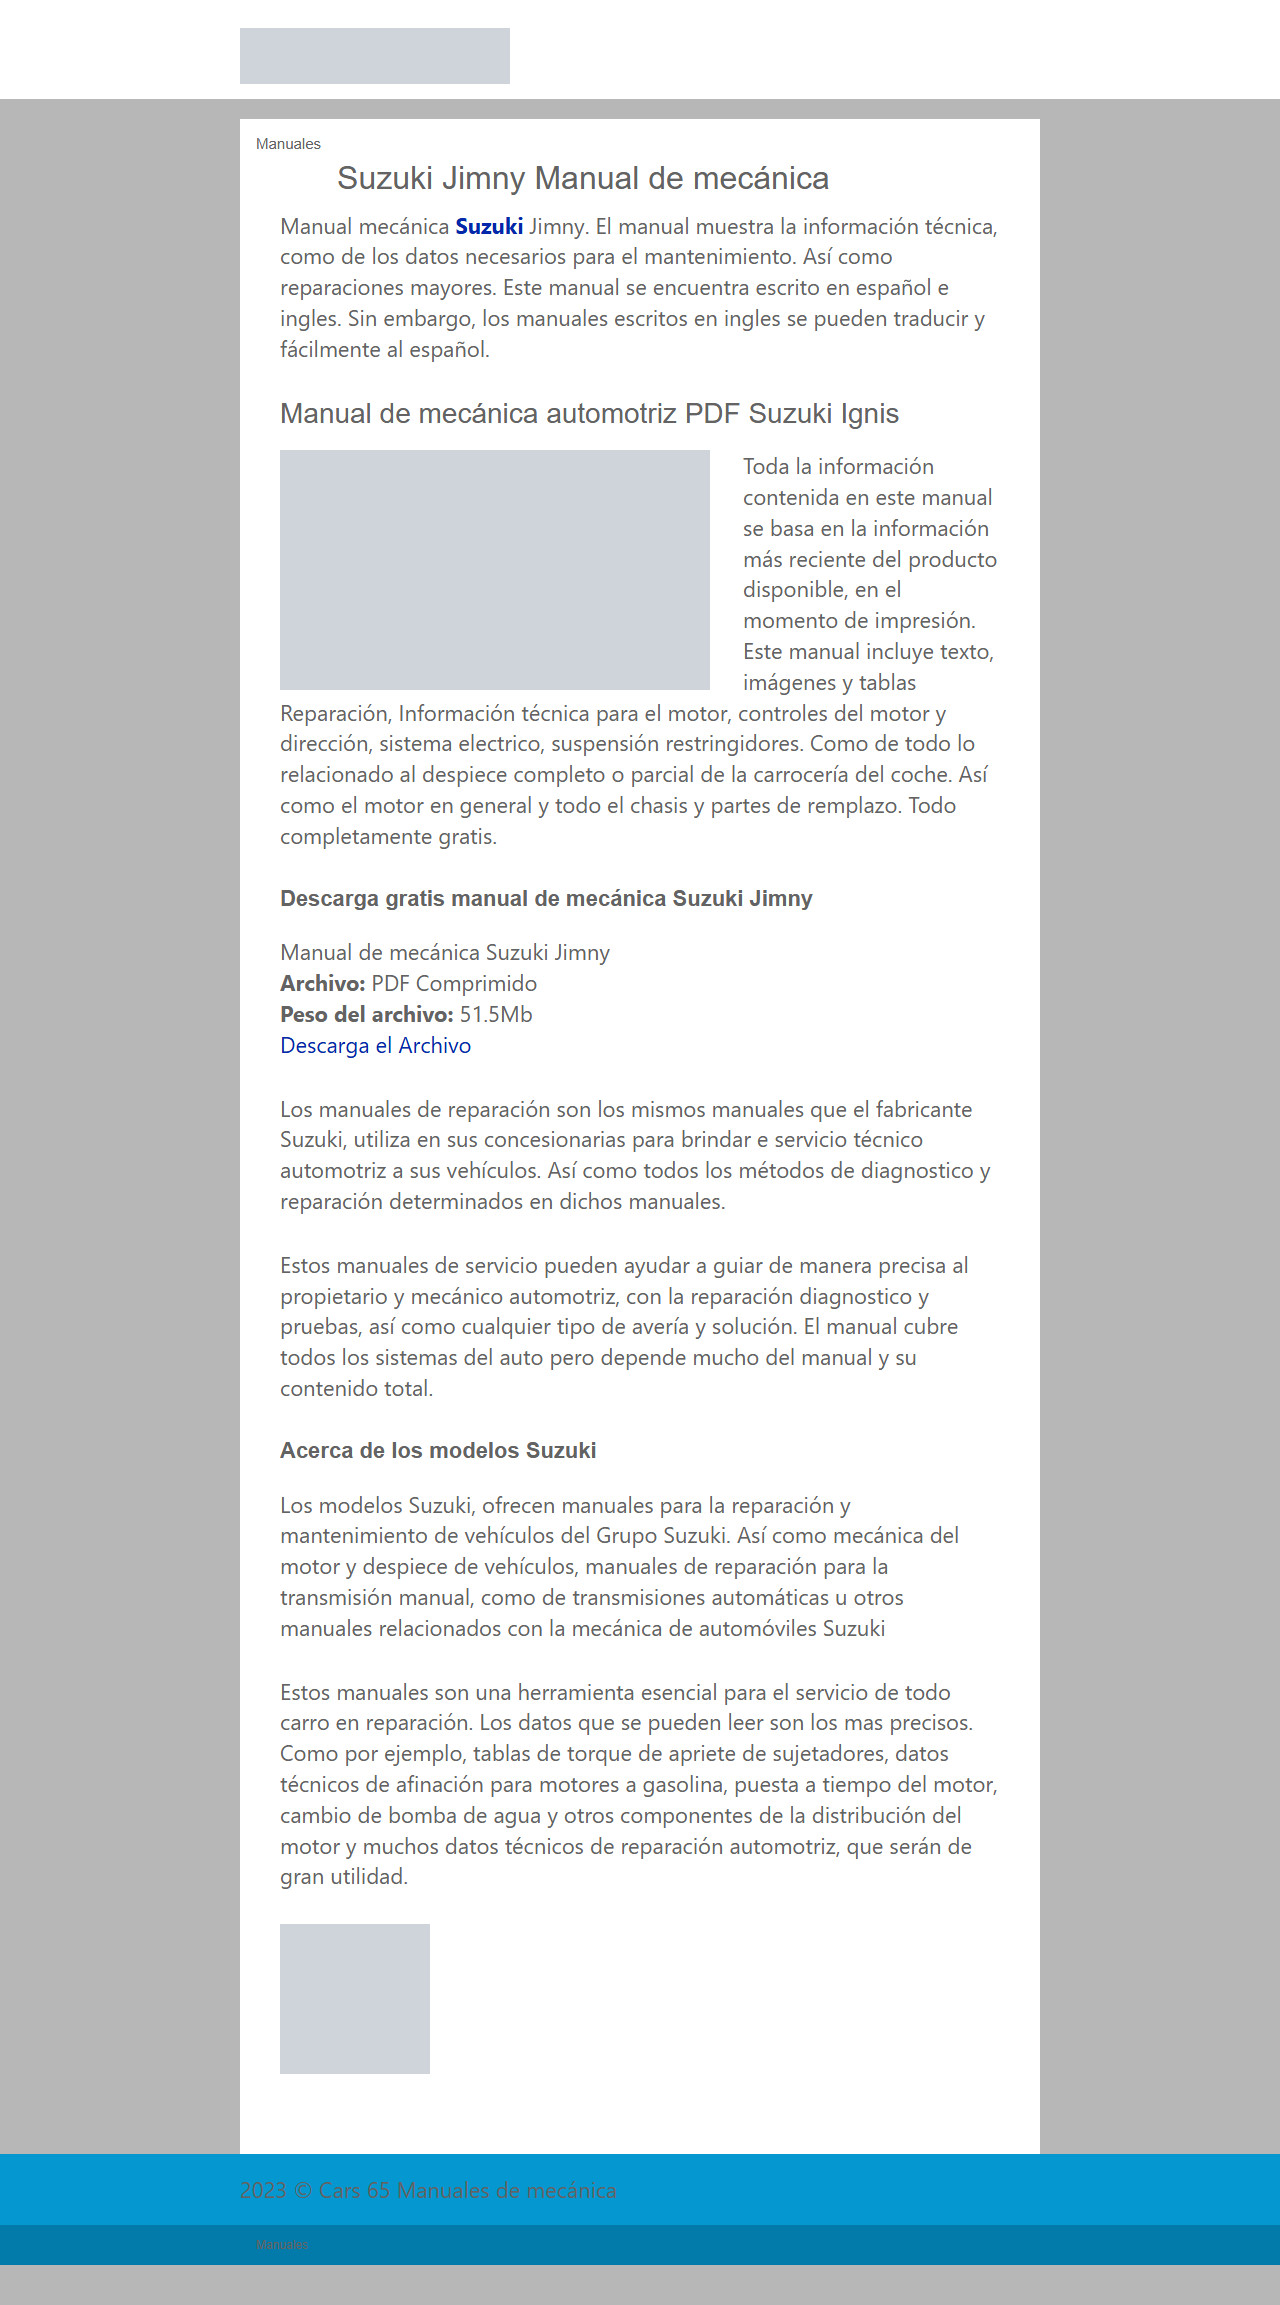 Manuales
Suzuki Jimny Manual de mecánica
Manual mecánica Suzuki Jimny. El manual muestra la información técnica,
como de los datos necesarios para el mantenimiento. Así como
reparaciones mayores. Este manual se encuentra escrito en español e
ingles. Sin embargo, los manuales escritos en ingles se pueden traducir y
fácilmente al español.
Manual de mecánica automotriz PDF Suzuki Ignis
Toda la información
contenida en este manual
se basa en la información
más reciente del producto
disponible, en el
momento de impresión.
Este manual incluye texto,
imágenes y tablas
Reparación, Información técnica para el motor, controles del motor y
dirección, sistema electrico, suspensión restringidores. Como de todo lo
relacionado al despiece completo o parcial de la carrocería del coche. Así
como el motor en general y todo el chasis y partes de remplazo. Todo
completamente gratis.
Descarga gratis manual de mecánica Suzuki Jimny
Manual de mecánica Suzuki Jimny
Archivo: PDF Comprimido
Peso del archivo: 51.5Mb
Descarga el Archivo
Los manuales de reparación son los mismos manuales que el fabricante
Suzuki, utiliza en sus concesionarias para brindar e servicio técnico
automotriz a sus vehículos. Así como todos los métodos de diagnostico y
reparación determinados en dichos manuales.
Estos manuales de servicio pueden ayudar a guiar de manera precisa al
propietario y mecánico automotriz, con la reparación diagnostico y
pruebas, así como cualquier tipo de avería y solución. El manual cubre
todos los sistemas del auto pero depende mucho del manual y su
contenido total.
Acerca de los modelos Suzuki
Los modelos Suzuki, ofrecen manuales para la reparación y
mantenimiento de vehículos del Grupo Suzuki. Así como mecánica del
motor y despiece de vehículos, manuales de reparación para la
transmisión manual, como de transmisiones automáticas u otros
manuales relacionados con la mecánica de automóviles Suzuki
Estos manuales son una herramienta esencial para el servicio de todo
carro en reparación. Los datos que se pueden leer son los mas precisos.
Como por ejemplo, tablas de torque de apriete de sujetadores, datos
técnicos de afinación para motores a gasolina, puesta a tiempo del motor,
cambio de bomba de agua y otros componentes de la distribución del
motor y muchos datos técnicos de reparación automotriz, que serán de
gran utilidad.
2023 © Cars 65 Manuales de mecánica
Manuales